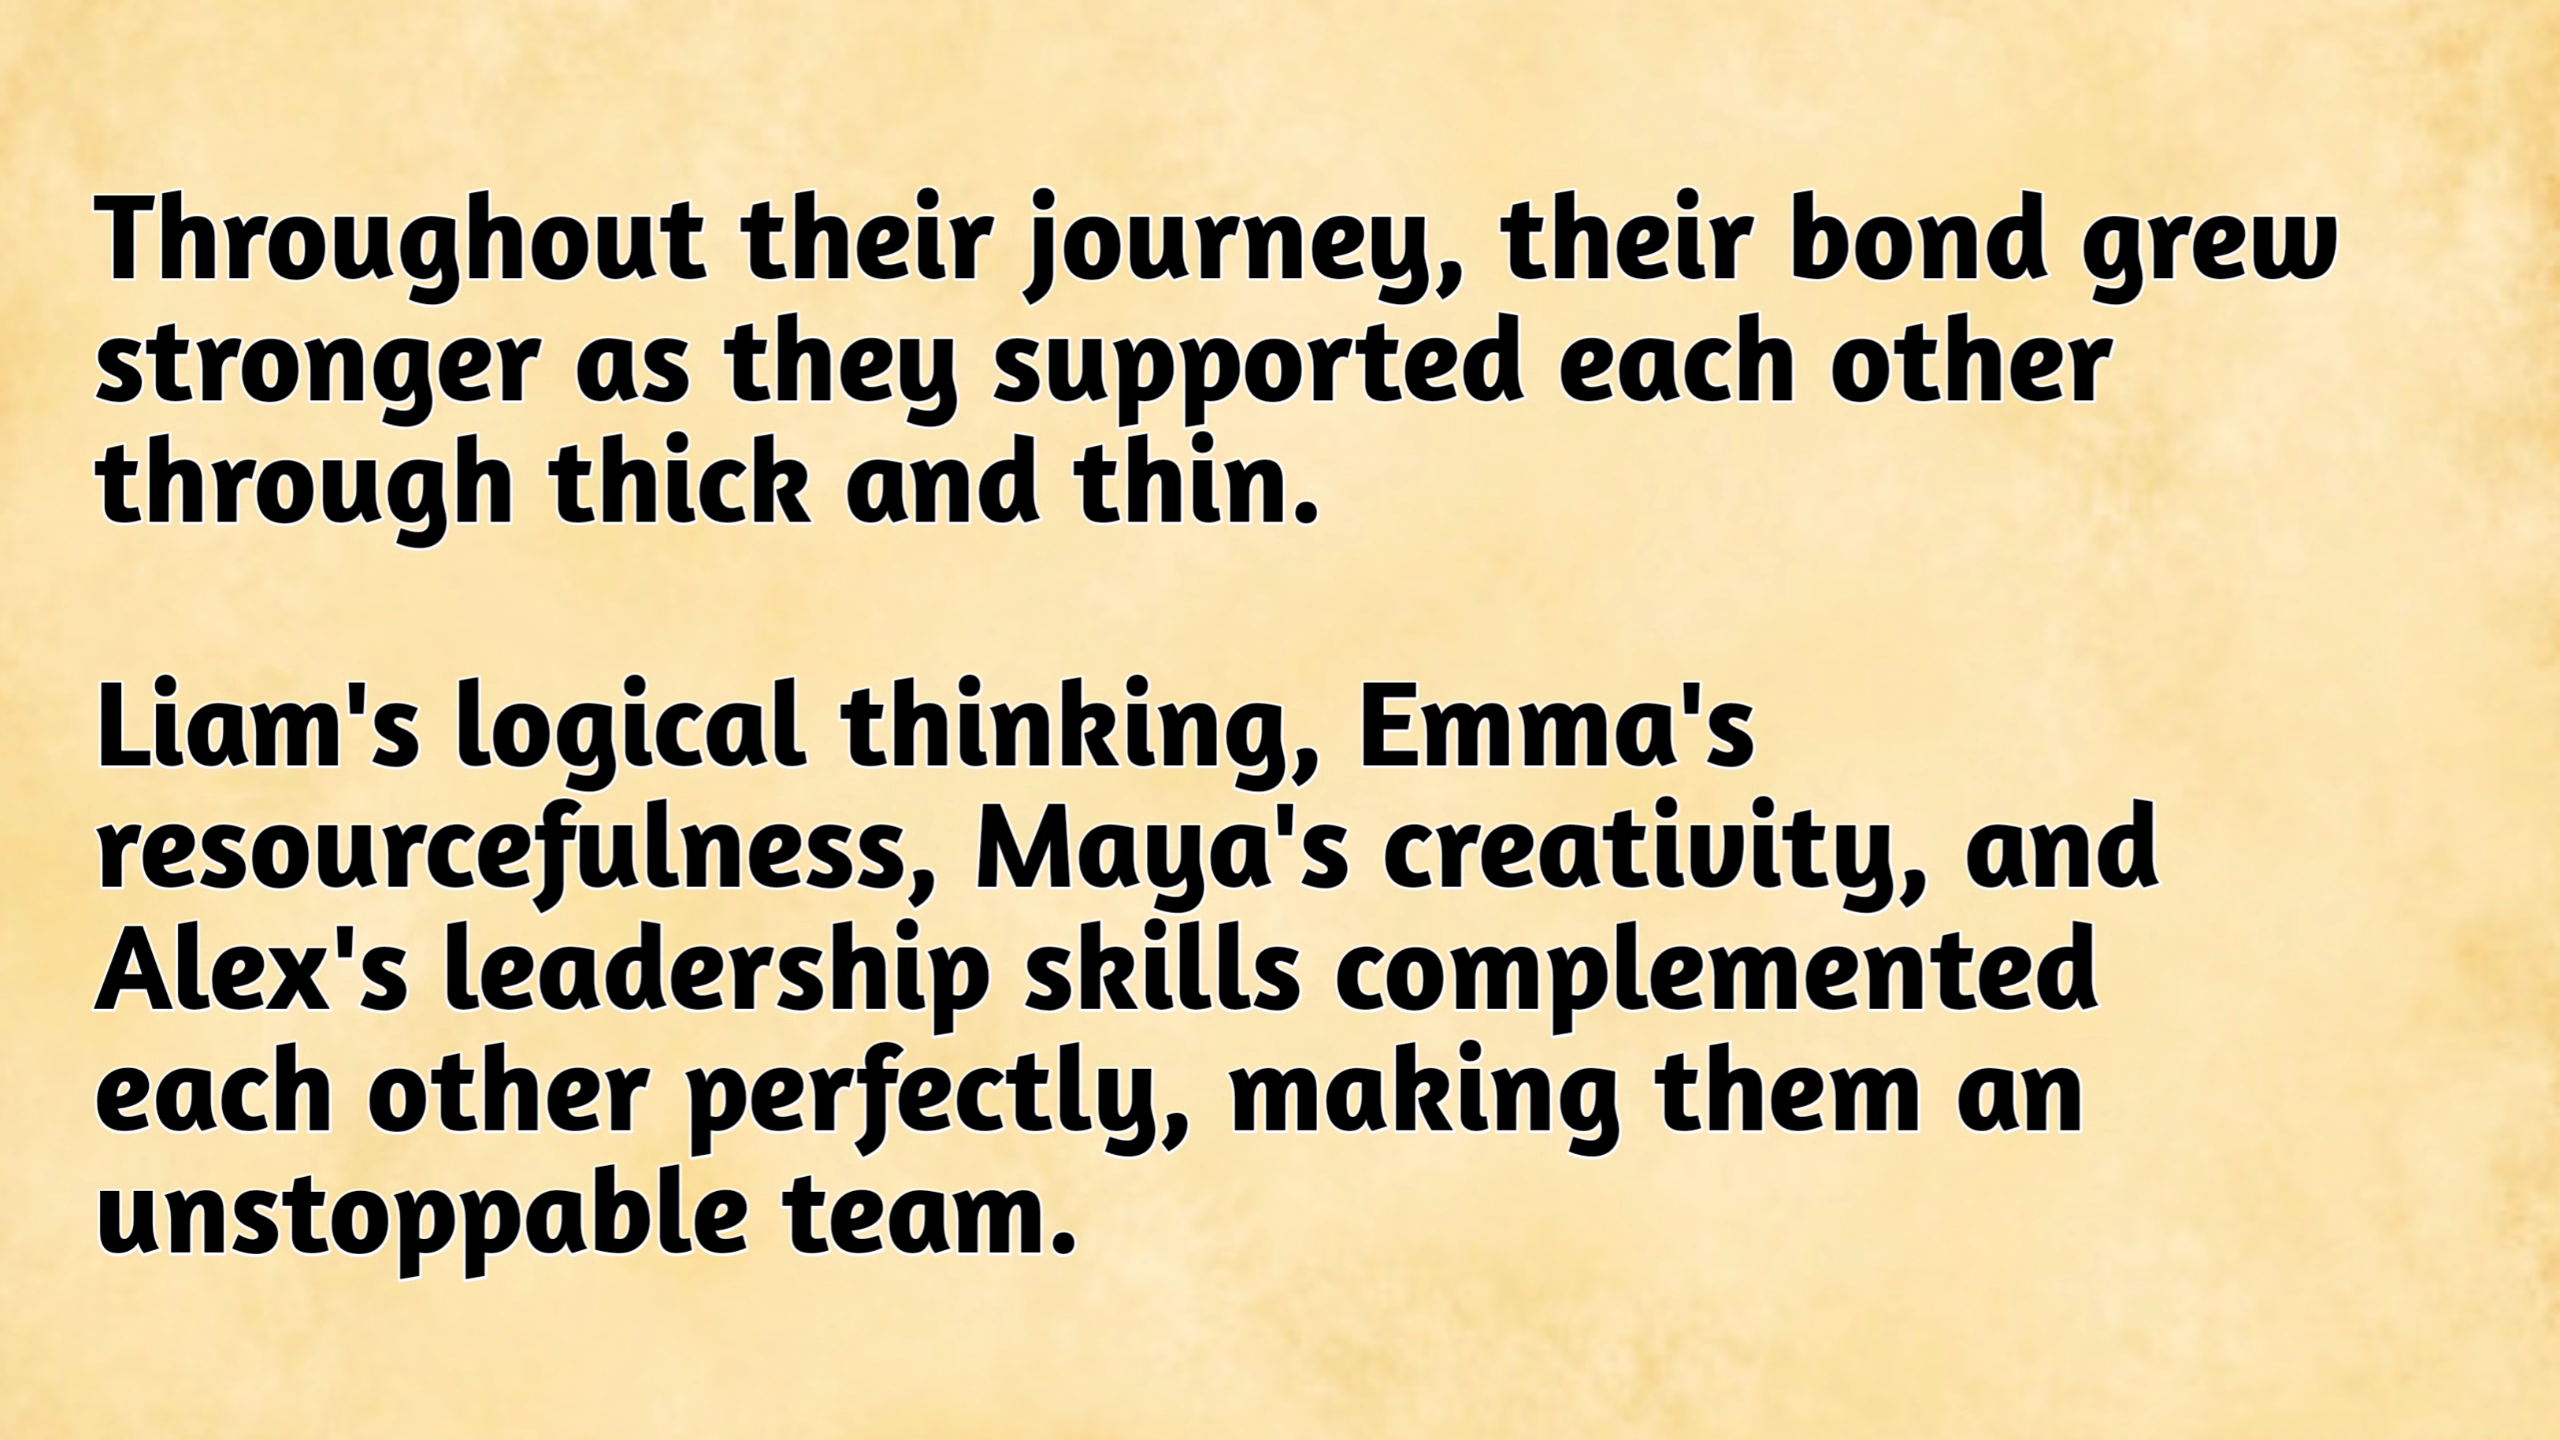 Throughout their journey, their bond grew
stronger as they supported each other
through thick and thin.
Liam's logical thinking, Emma's
resourcefulness, Maya's creativity, and
Alex's leadership skills complemented
each other perfectly, making them an
unstoppable team.